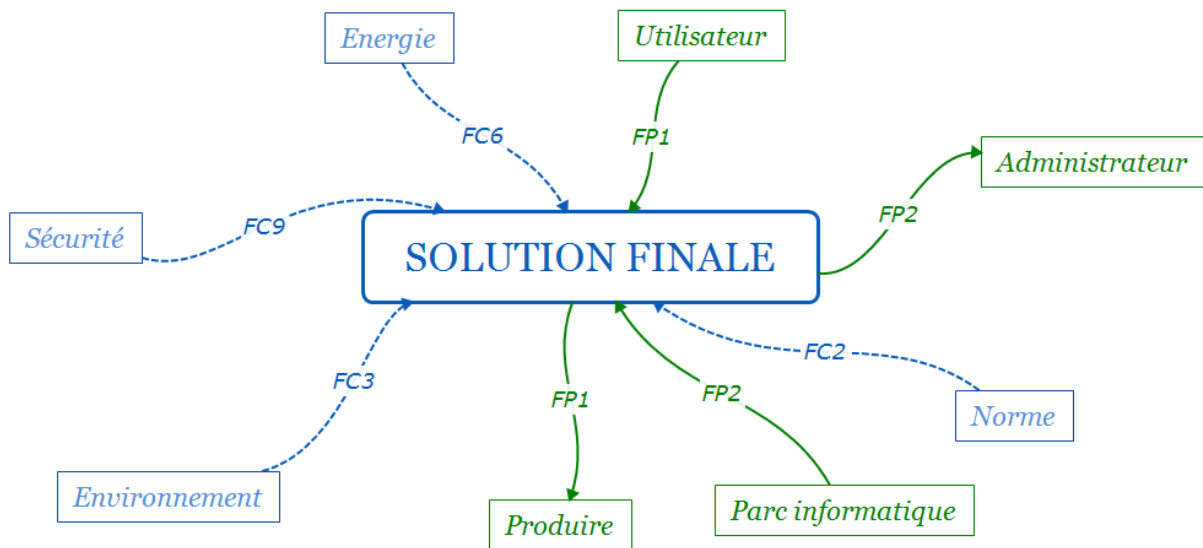 Energie
Utilisateur
FC6
FP1
Administrateur
FP2
Sécurité
FC9
SOLUTION FINALE
FC3
FP1
FP2
FC2
Norme
Environnement
Produire
Parc informatique